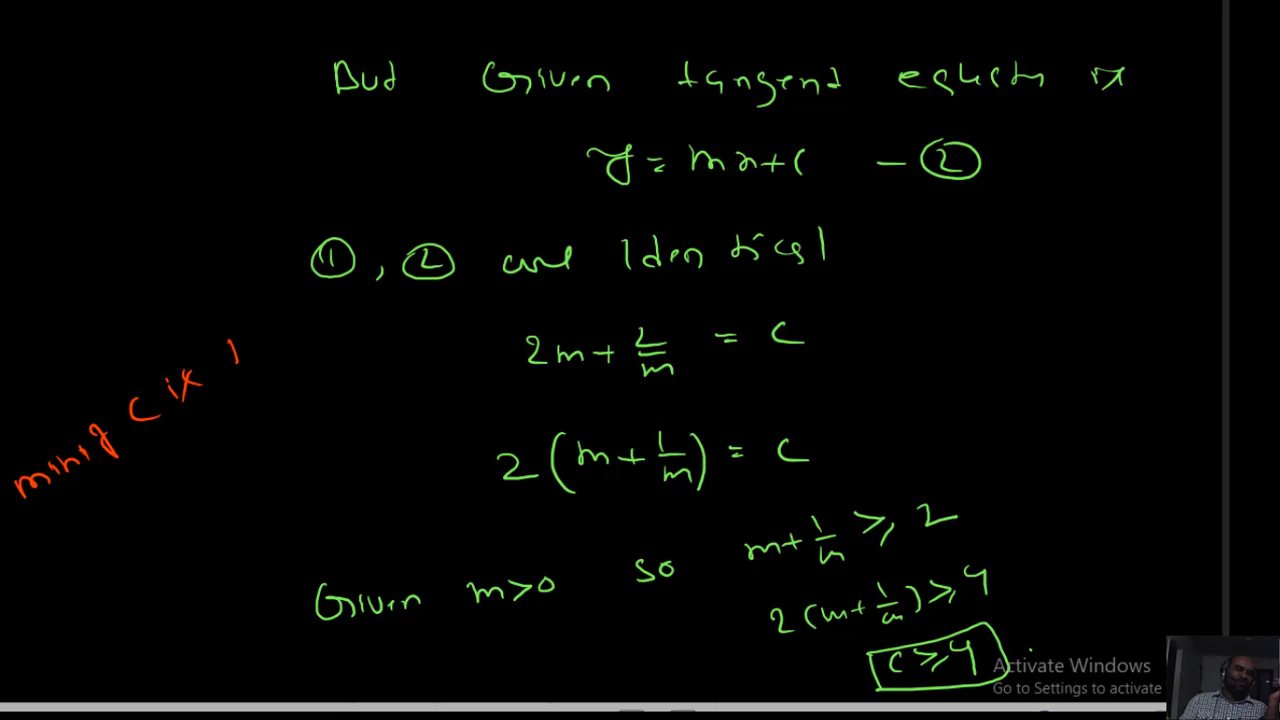 But Given tangent equation is
y = mx + c — ②
①, ② are Identical
2m + 2/m = c
2(m + 1/m) = c
min of c is
Given m>0 so m + 1/m ≥ 2
2(m + 1/m) ≥ 4
c ≥ 4
Activate Windows
Go to Settings to activate